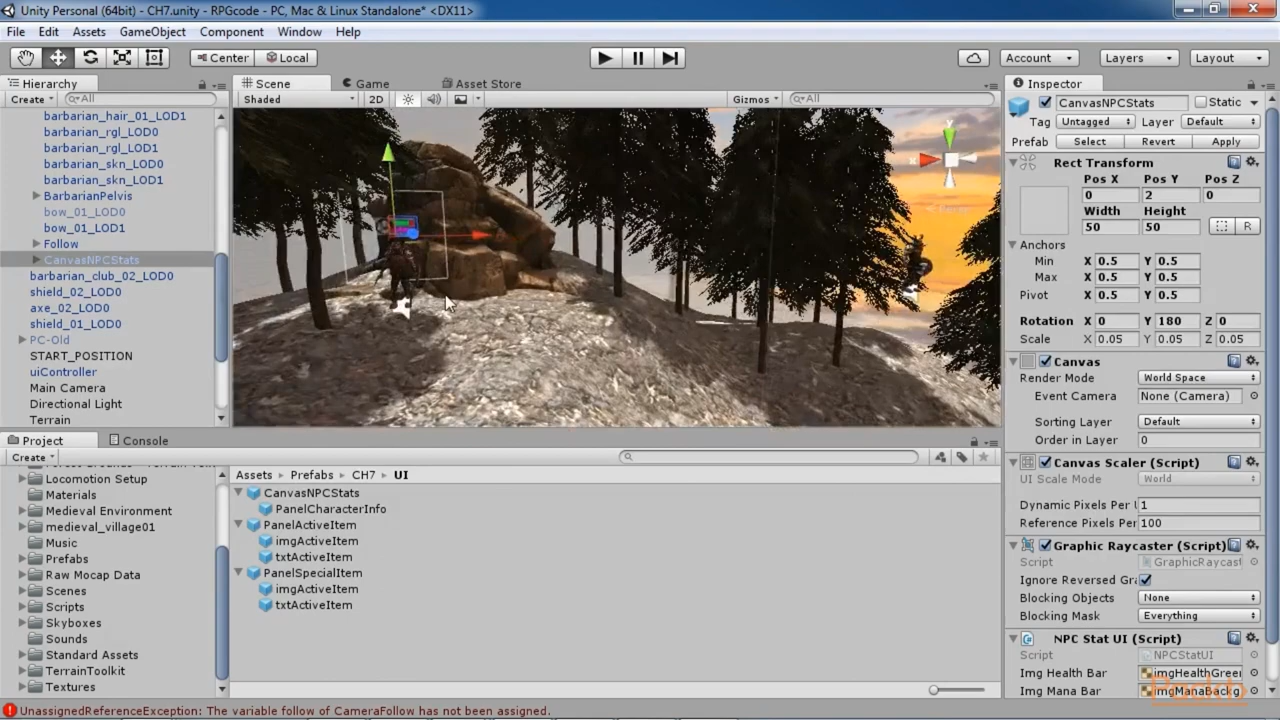 Unity Personal (64bit) - CH7.unity - RPGcode - PC, Mac & Linux Standalone* <DX11>
File Edit Assets GameObject Component Window Help
Center Local Account Layers Layout
Hierarchy Scene Game Asset Store Inspector
Create All Shaded 2D Gizmos All CanvasNPCStats Static
barbarian_hair_01_LOD1
barbarian_rgl_LOD0
barbarian_rgl_LOD1
barbarian_skn_LOD0
barbarian_skn_LOD1
BarbarianPelvis
bow_01_LOD0
bow_01_LOD1
Follow
CanvasNPCStats
barbarian_club_02_LOD0
shield_02_LOD0
axe_02_LOD0
shield_01_LOD0
PC-Old
START_POSITION
uiController
Main Camera
Directional Light
Terrain
y
x
Tag Untagged Layer Default
Prefab Select Revert Apply
Rect Transform
Pos X Pos Y Pos Z
0 2 0
Width Height
50 50 R
Anchors
Min X 0.5 Y 0.5
Max X 0.5 Y 0.5
Pivot X 0.5 Y 0.5
Rotation X 0 Y 180 Z 0
Scale X 0.05 Y 0.05 Z 0.05
Canvas
Render Mode World Space
Event Camera None (Camera)
Sorting Layer Default
Order in Layer 0
Canvas Scaler (Script)
UI Scale Mode World
Dynamic Pixels Per U 1
Reference Pixels Per 100
Graphic Raycaster (Script)
Script GraphicRaycast
Ignore Reversed Gra
Blocking Objects None
Blocking Mask Everything
NPC Stat UI (Script)
Script NPCStatUI
Img Health Bar imgHealthGreen
Img Mana Bar imgManaBackg
Project Console
Create
Locomotion Setup
Materials
Medieval Environment
medieval_village01
Music
Prefabs
Raw Mocap Data
Scenes
Scripts
Skyboxes
Sounds
Standard Assets
TerrainToolkit
Textures
Assets Prefabs CH7 UI
CanvasNPCStats
PanelCharacterInfo
PanelActiveItem
imgActiveItem
txtActiveItem
PanelSpecialItem
imgActiveItem
txtActiveItem
Packt
UnassignedReferenceException: The variable follow of CameraFollow has not been assigned.